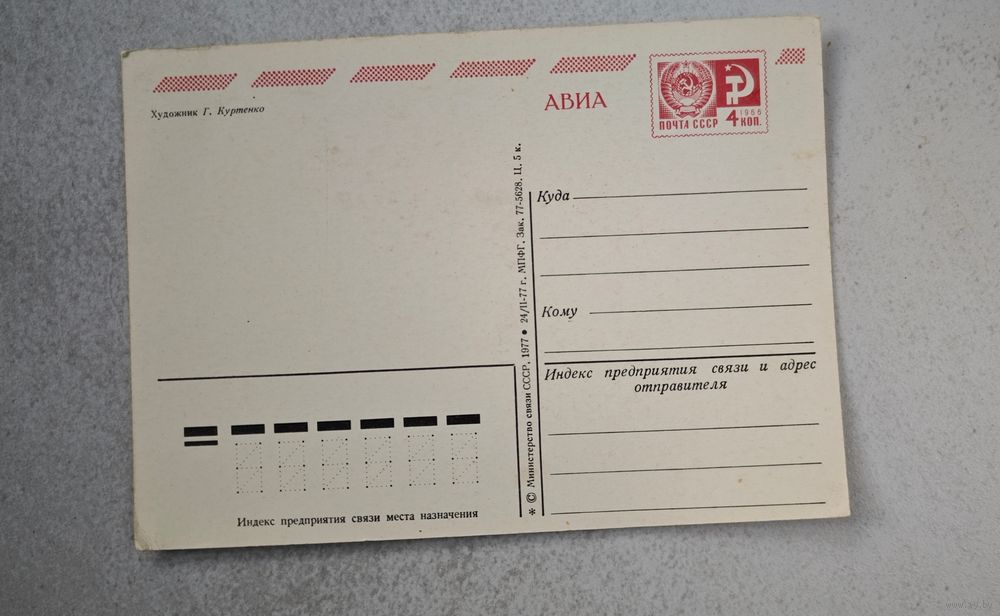 Художник Г. Куртенко
АВИА
ПОЧТА СССР
1966
4 КОП.
Куда
Кому
Индекс предприятия связи и адрес
отправителя
* © Министерство связи СССР, 1977 • 24/II-77 г. МПФГ. Зак. 77-5628. Ц. 5 к.
Индекс предприятия связи места назначения